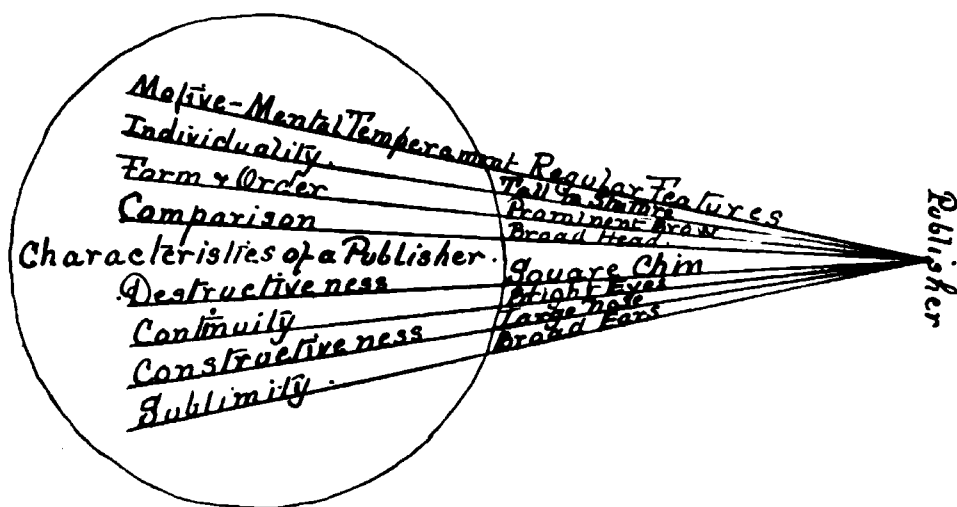 Motive-Mental Temperament Regular Features
Individuality. Tall In Stature
Form & Order Prominent Brow
Comparison Broad Head.
Characteristics of a Publisher.
Destructiveness Square Chin
Continuity Bright Eyes
Constructiveness Large Nose
Sublimity. Broad Ears
Publisher